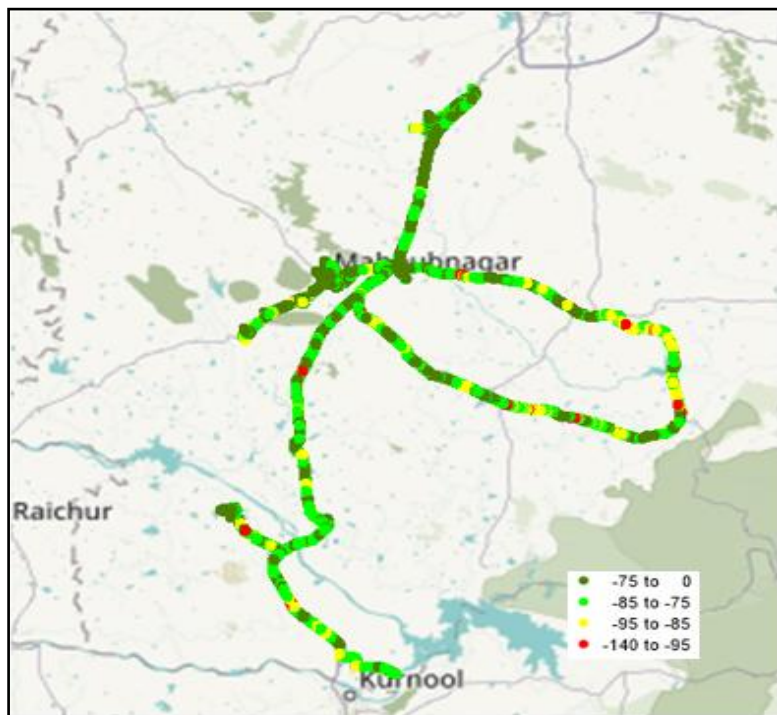 Mahbubnagar
Raichur
-75 to 0
-85 to -75
-95 to -85
-140 to -95
Kurnool